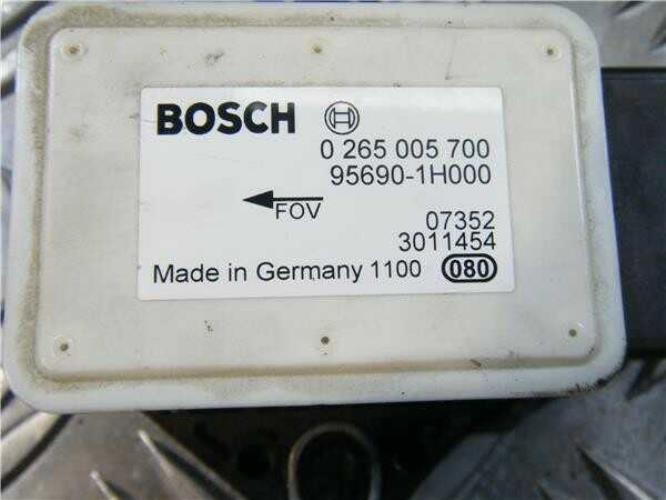 BOSCH
0 265 005 700
95690-1H000
FOV
07352
3011454
Made in Germany 1100 080